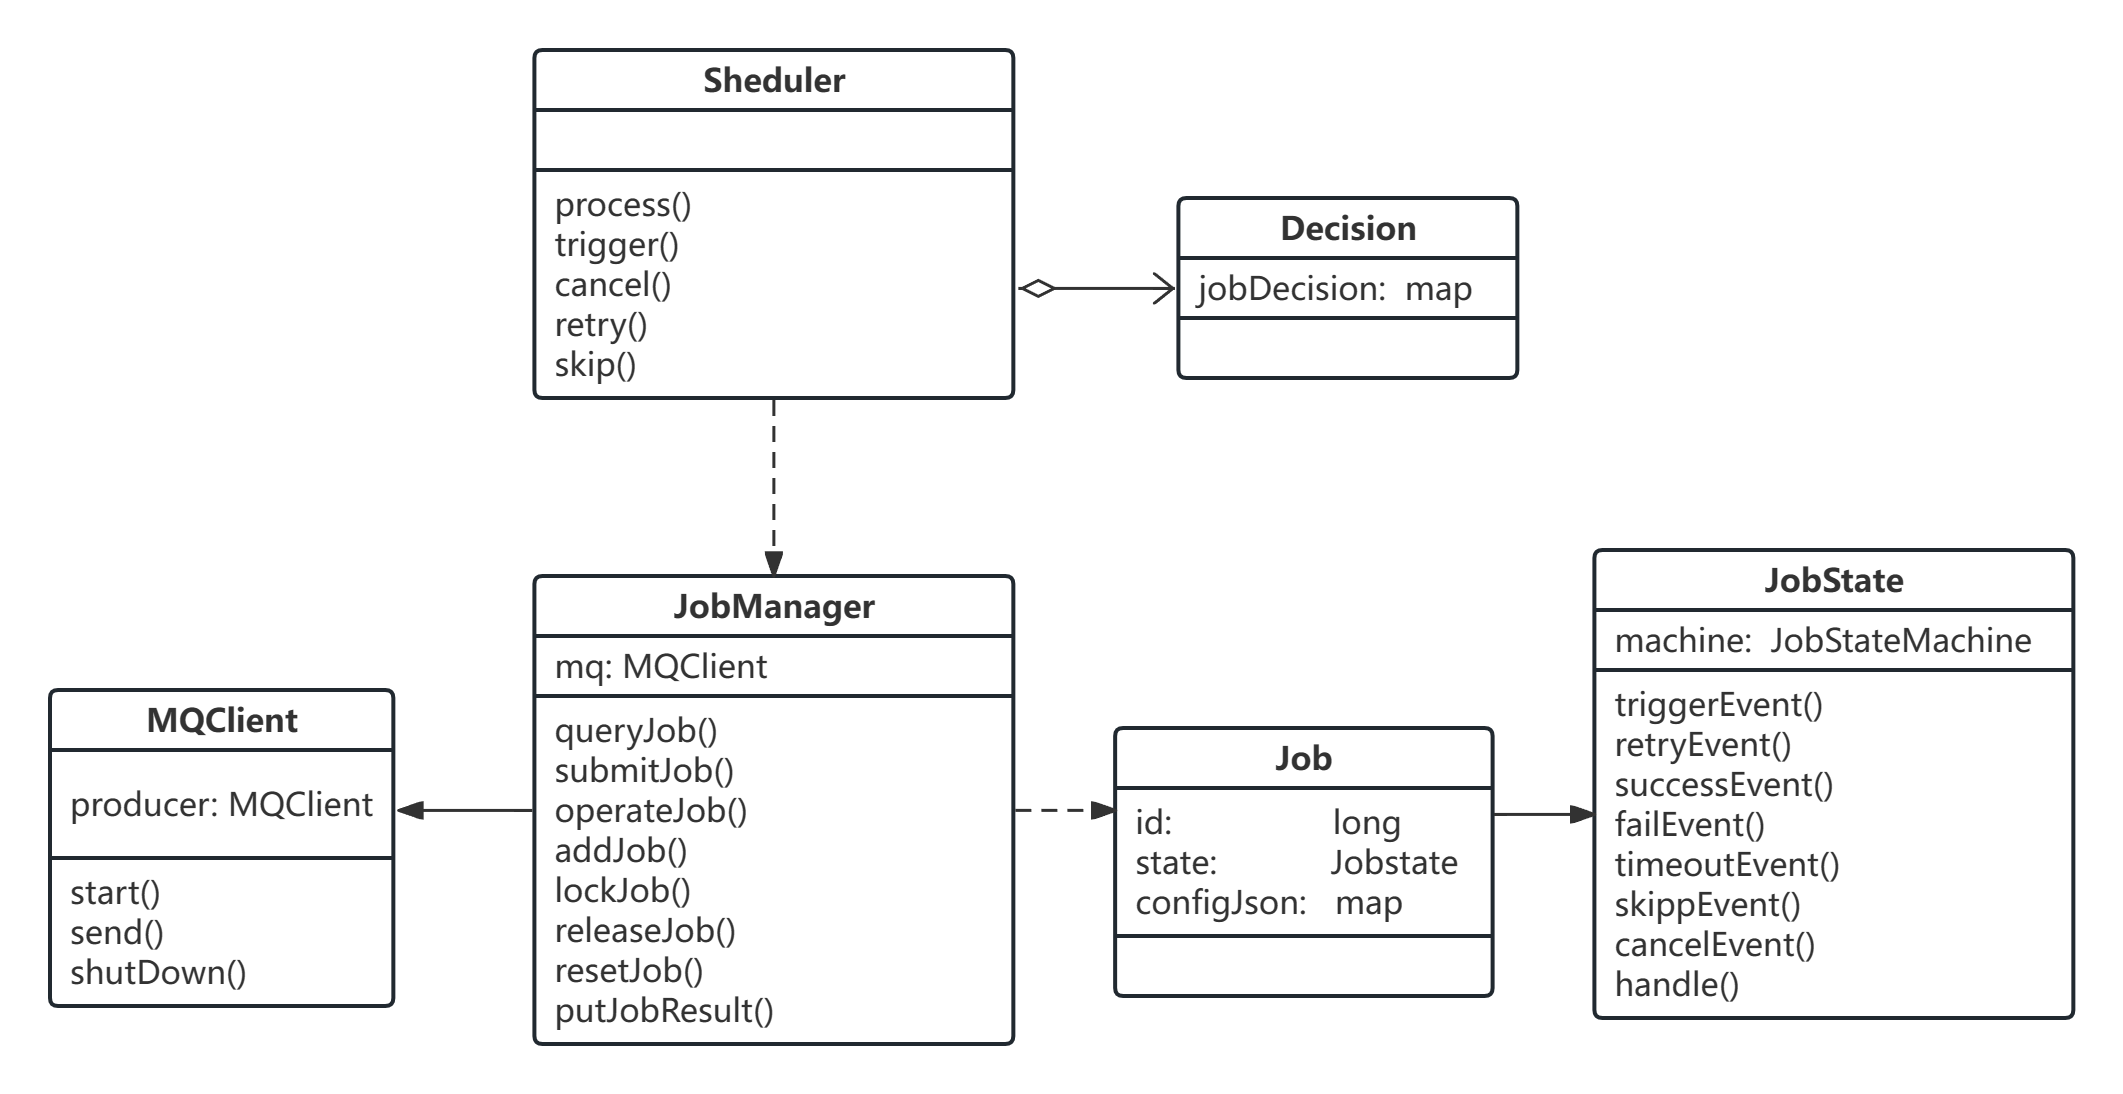 Sheduler
process()
trigger()
cancel()
retry()
skip()
Decision
jobDecision: map
JobManager
mq: MQClient
queryJob()
submitJob()
operateJob()
addJob()
lockJob()
releaseJob()
resetJob()
putJobResult()
MQClient
producer: MQClient
start()
send()
shutDown()
Job
id: long
state: Jobstate
configJson: map
JobState
machine: JobStateMachine
triggerEvent()
retryEvent()
successEvent()
failEvent()
timeoutEvent()
skippEvent()
cancelEvent()
handle()